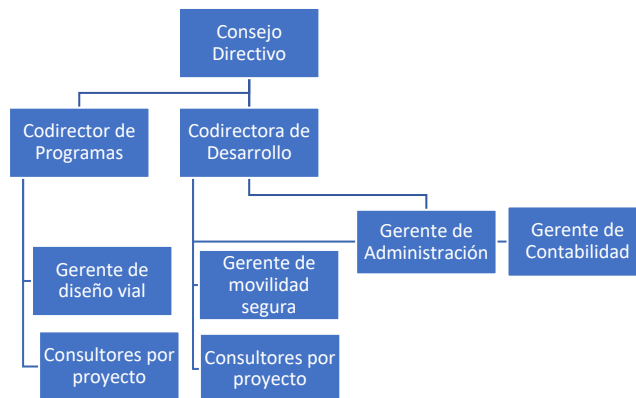 Consejo
Directivo
Codirector de
Programas
Codirectora de
Desarrollo
Gerente de
Administración
Gerente de
Contabilidad
Gerente de
diseño vial
Gerente de
movilidad
segura
Consultores por
proyecto
Consultores por
proyecto